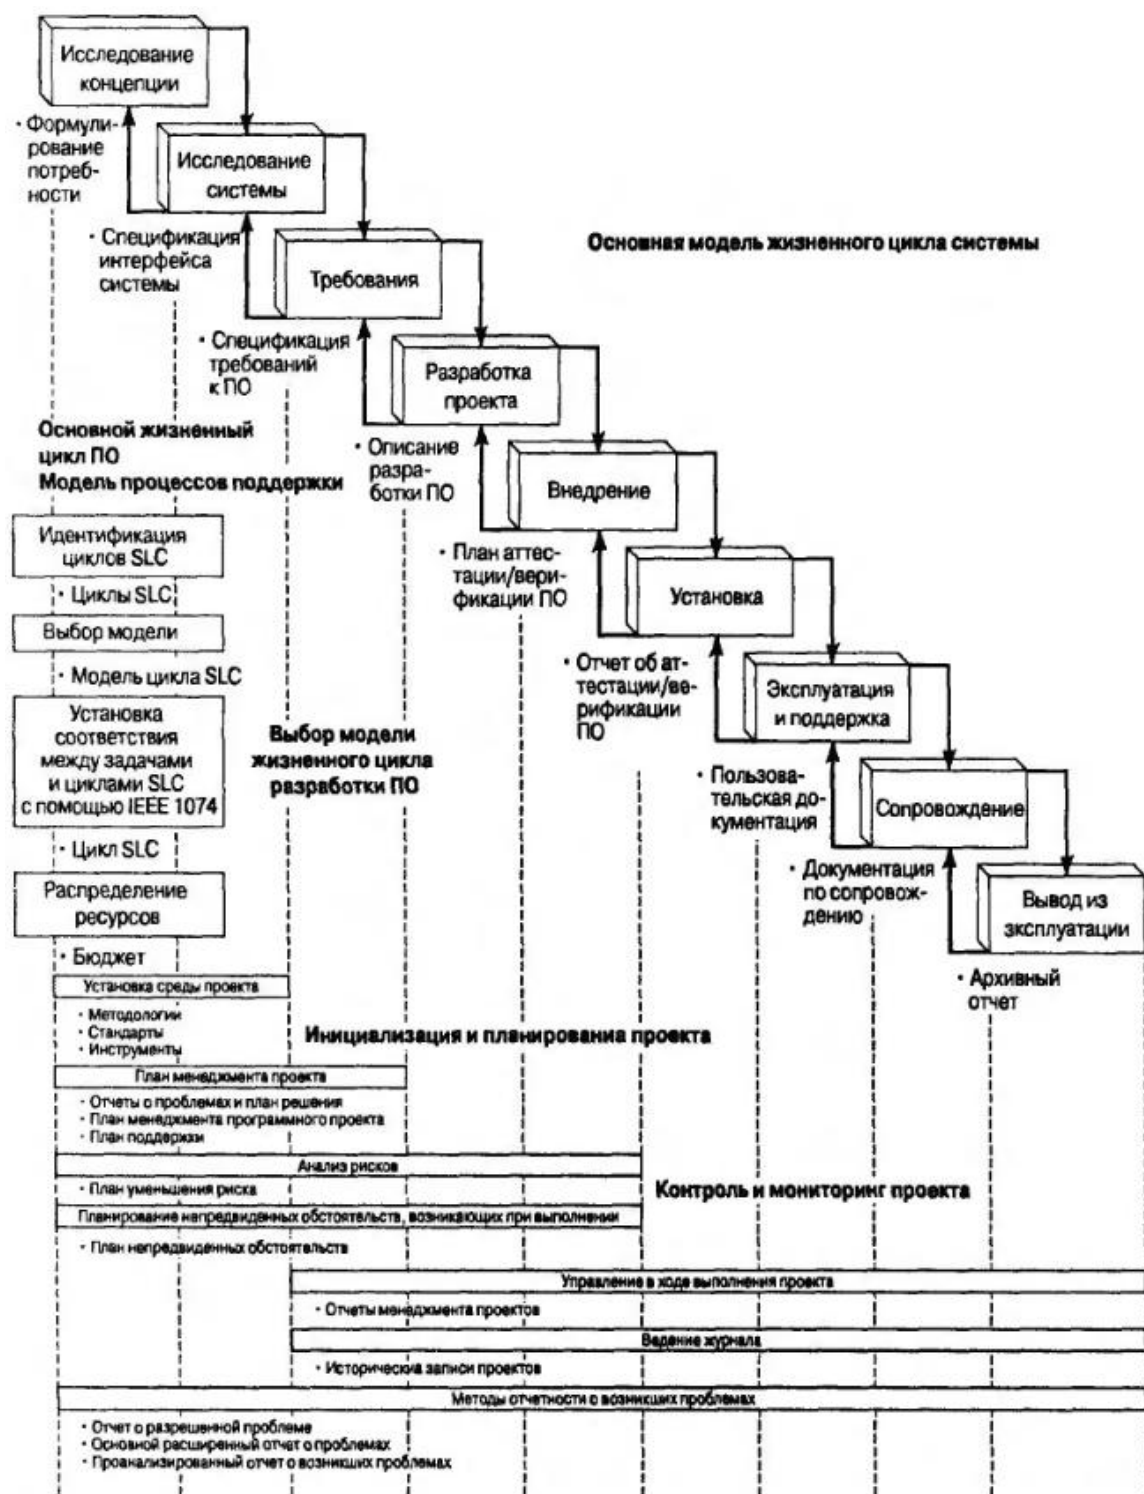 Исследование
концепции
• Формули-
рование
потреб-
ности
Исследование
системы
• Спецификация
интерфейса
системы
Основная модель жизненного цикла системы
Требования
• Спецификация
требований
к ПО
Разработка
проекта
Основной жизненный
цикл ПО
Модель процессов поддержки
• Описание
разра-
ботки ПО
Внедрение
Идентификация
циклов SLC
• План аттес-
тации/вери-
фикации ПО
• Циклы SLC
Установка
Выбор модели
• Модель цикла SLC
• Отчет об ат-
тестации/ве-
рификации
ПО
Эксплуатация
и поддержка
Установка
соответствия
между задачами
и циклами SLC
с помощью IEEE 1074
Выбор модели
жизненного цикла
разработки ПО
• Пользова-
тельская до-
кументация
Сопровождение
• Цикл SLC
• Документация
по сопровож-
дению
Распределение
ресурсов
Вывод из
эксплуатации
• Бюджет
• Архивный
отчет
Установка среды проекта
• Методологии
• Стандарты
• Инструменты
Инициализация и планирования проекта
План менеджмента проекта
• Отчеты о проблемах и план решения
• План менеджмента программного проекта
• План поддержки
Анализ рисков
• План уменьшения риска
Контроль и мониторинг проекта
Планирование непредвиденных обстоятельств, возникающих при выполнении
• План непредвиденных обстоятельств
Управление в ходе выполнения проекта
• Отчеты менеджмента проектов
Ведение журнала
• Исторические записи проектов
Методы отчетности о возникших проблемах
• Отчет о разрешенной проблеме
• Основной расширенный отчет о проблемах
• Проанализированный отчет о возникших проблемах